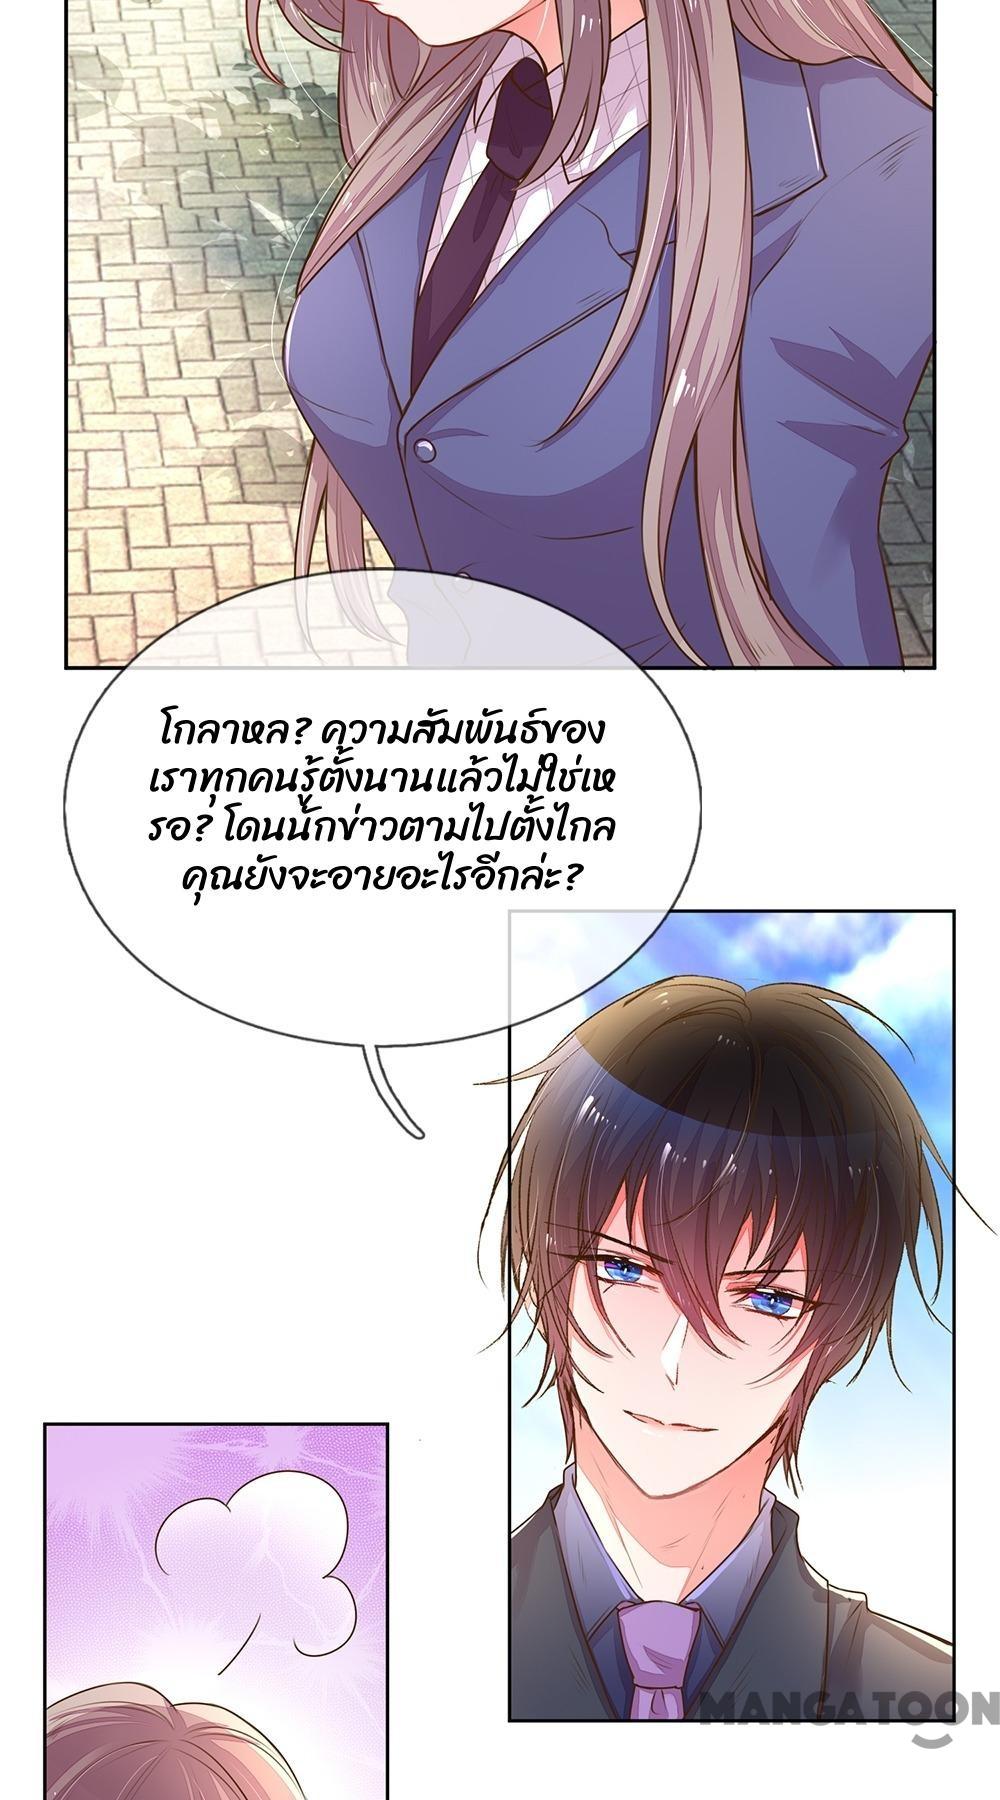 โกลาหล? ความสัมพันธ์ของ
เราทุกคนรู้ตั้งนานแล้วไม่ใช่เห
รอ? โดนนักข่าวตามไปตั้งไกล
คุณยังจะอายอะไรอีกล่ะ?
MANGATOON